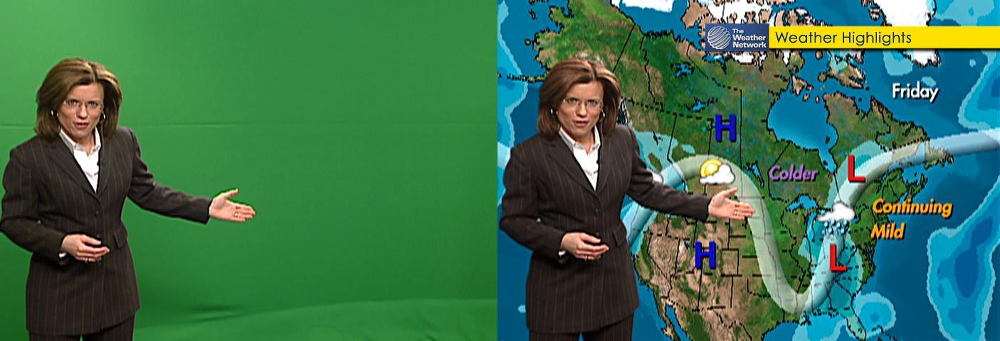 The
Weather
Network
Weather Highlights
Friday
H
Colder
L
Continuing
Mild
H
L